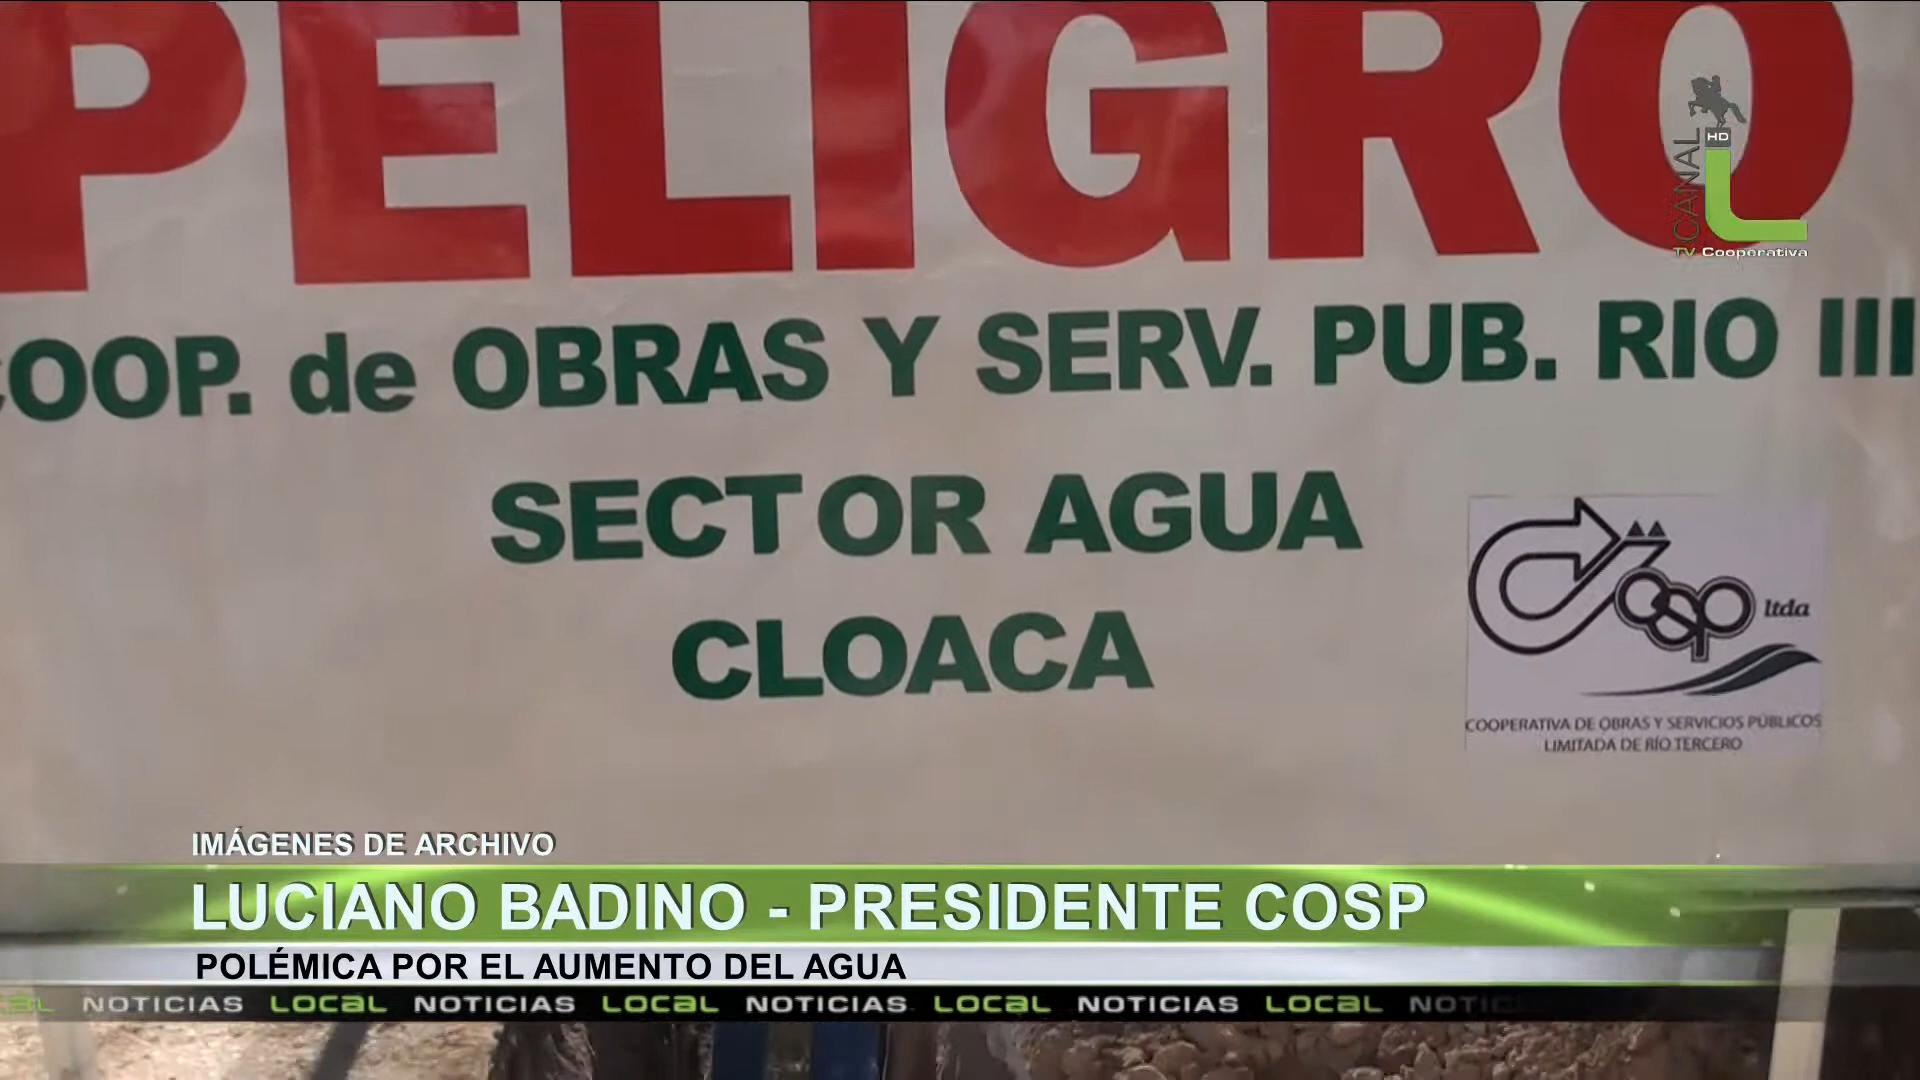 PELIGRO
COOP. de OBRAS Y SERV. PUB. RIO III
SECTOR AGUA
CLOACA
CANAL
HD
L
TV Cooperativa
cosp ltda
COOPERATIVA DE OBRAS Y SERVICIOS PÚBLICOS
LIMITADA DE RÍO TERCERO
IMÁGENES DE ARCHIVO
LUCIANO BADINO - PRESIDENTE COSP
POLÉMICA POR EL AUMENTO DEL AGUA
NOTICIAS LOCAL NOTICIAS LOCAL NOTICIAS LOCAL NOTICIAS LOCAL